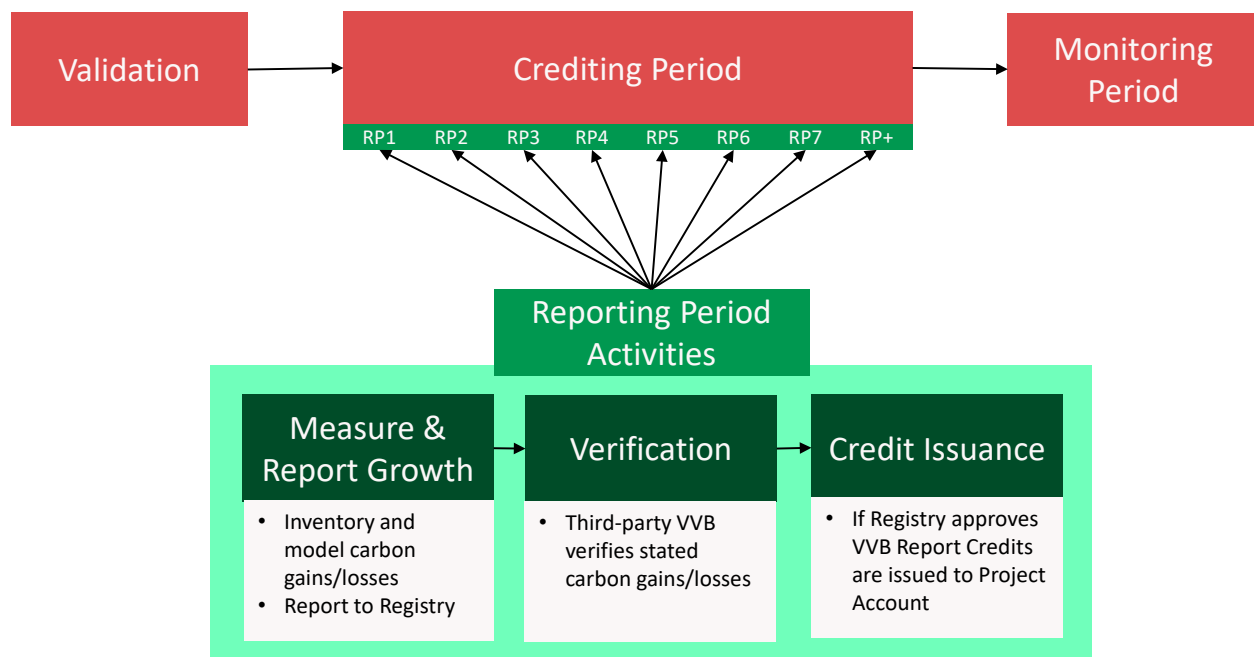 Validation
Crediting Period
Monitoring
Period
RP1 RP2 RP3 RP4 RP5 RP6 RP7 RP+
Reporting Period
Activities
Measure &
Report Growth
• Inventory and
model carbon
gains/losses
• Report to Registry
Verification
• Third-party VVB
verifies stated
carbon gains/losses
Credit Issuance
• If Registry approves
VVB Report Credits
are issued to Project
Account